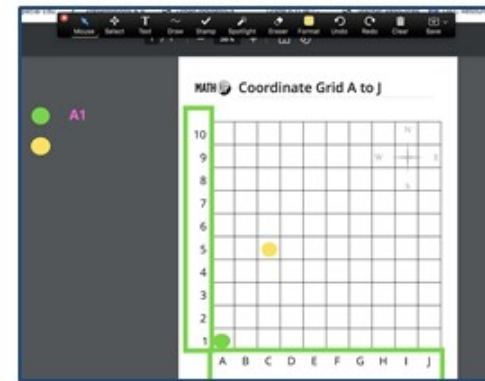 Mouse Select Text Draw Stamp Spotlight Eraser Format Undo Redo Clear Save
MATH Coordinate Grid A to J
A1
10
N
9
W E
8
S
7
6
5
4
3
2
1
A B C D E F G H I J